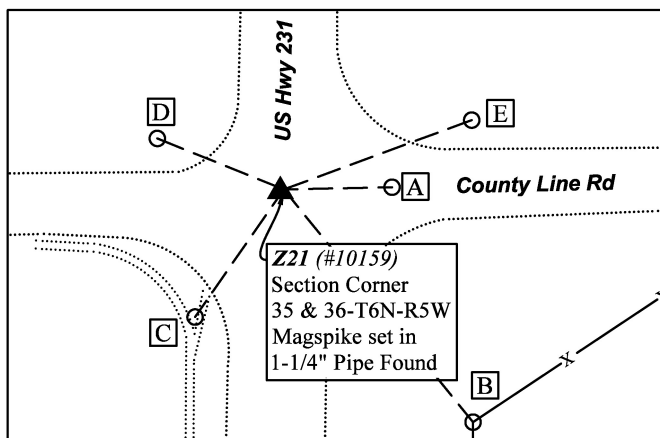 US Hwy 231
D
E
A
County Line Rd
Z21 (#10159)
Section Corner
35 & 36-T6N-R5W
Magspike set in
1-1/4" Pipe Found
C
B
X